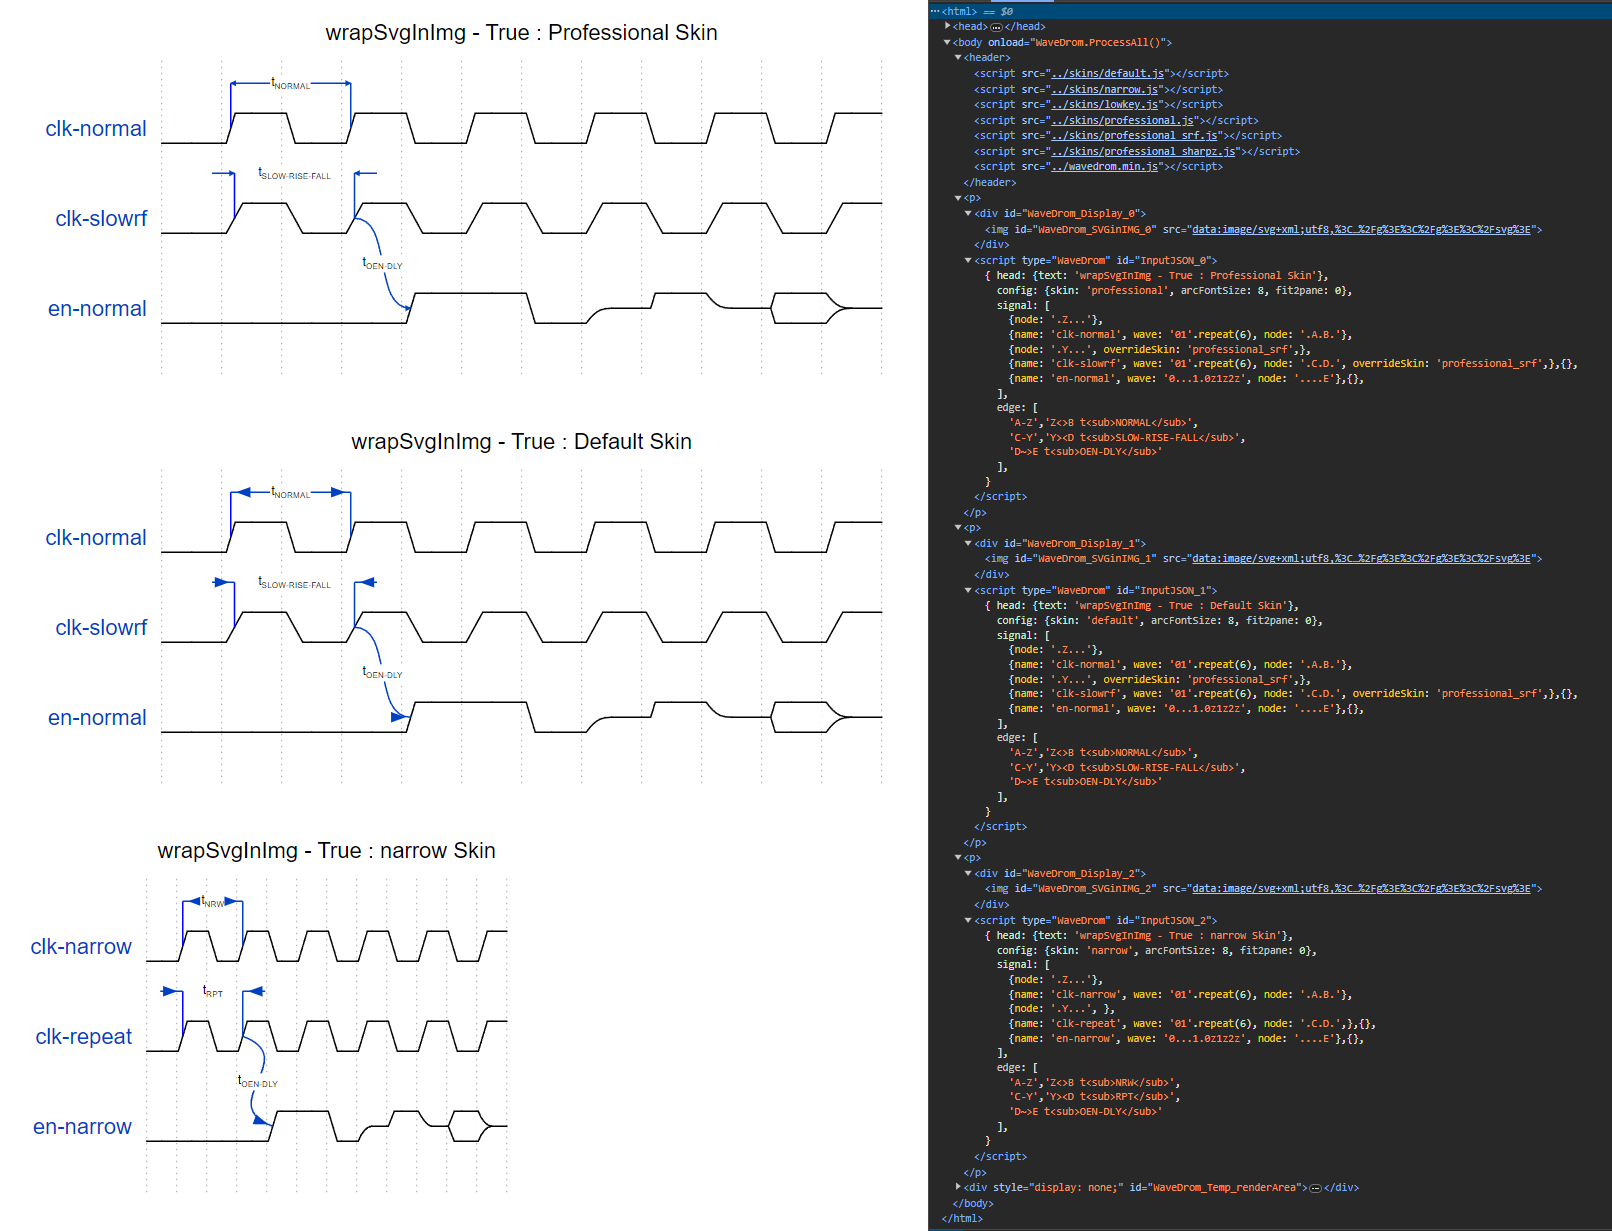 wrapSvgInImg - True : Professional Skin
tNORMAL
clk-normal
tSLOW-RISE-FALL
clk-slowrf
tOEN-DLY
en-normal
wrapSvgInImg - True : Default Skin
tNORMAL
clk-normal
tSLOW-RISE-FALL
clk-slowrf
tOEN-DLY
en-normal
wrapSvgInImg - True : narrow Skin
tNRW
clk-narrow
tRPT
clk-repeat
tOEN-DLY
en-narrow
<html> == $0
<head>…</head>
<body onload="WaveDrom.ProcessAll()">
<header>
<script src="../skins/default.js"></script>
<script src="../skins/narrow.js"></script>
<script src="../skins/lowkey.js"></script>
<script src="../skins/professional.js"></script>
<script src="../skins/professional_srf.js"></script>
<script src="../skins/professional_sharpz.js"></script>
<script src="../wavedrom.min.js"></script>
</header>
<p>
<div id="WaveDrom_Display_0">
<img id="WaveDrom_SVGinIMG_0" src="data:image/svg+xml;utf8,%3C…%2Fg%3E%3C%2Fg%3E%3C%2Fsvg%3E">
</div>
<script type="WaveDrom" id="InputJSON_0">
{ head: {text: 'wrapSvgInImg - True : Professional Skin'},
config: {skin: 'professional', arcFontSize: 8, fit2pane: 0},
signal: [
{node: '.Z...'},
{name: 'clk-normal', wave: '01'.repeat(6), node: '.A.B.'},
{node: '.Y...', overrideSkin: 'professional_srf',},
{name: 'clk-slowrf', wave: '01'.repeat(6), node: '.C.D.', overrideSkin: 'professional_srf',},{},
{name: 'en-normal', wave: '0...1.0z1z2z', node: '....E'},{},
],
edge: [
'A-Z','Z<>B t<sub>NORMAL</sub>',
'C-Y','Y><D t<sub>SLOW-RISE-FALL</sub>',
'D~>E t<sub>OEN-DLY</sub>'
],
}
</script>
</p>
<p>
<div id="WaveDrom_Display_1">
<img id="WaveDrom_SVGinIMG_1" src="data:image/svg+xml;utf8,%3C…%2Fg%3E%3C%2Fg%3E%3C%2Fsvg%3E">
</div>
<script type="WaveDrom" id="InputJSON_1">
{ head: {text: 'wrapSvgInImg - True : Default Skin'},
config: {skin: 'default', arcFontSize: 8, fit2pane: 0},
signal: [
{node: '.Z...'},
{name: 'clk-normal', wave: '01'.repeat(6), node: '.A.B.'},
{node: '.Y...', overrideSkin: 'professional_srf',},
{name: 'clk-slowrf', wave: '01'.repeat(6), node: '.C.D.', overrideSkin: 'professional_srf',},{},
{name: 'en-normal', wave: '0...1.0z1z2z', node: '....E'},{},
],
edge: [
'A-Z','Z<>B t<sub>NORMAL</sub>',
'C-Y','Y><D t<sub>SLOW-RISE-FALL</sub>',
'D~>E t<sub>OEN-DLY</sub>'
],
}
</script>
</p>
<p>
<div id="WaveDrom_Display_2">
<img id="WaveDrom_SVGinIMG_2" src="data:image/svg+xml;utf8,%3C…%2Fg%3E%3C%2Fg%3E%3C%2Fsvg%3E">
</div>
<script type="WaveDrom" id="InputJSON_2">
{ head: {text: 'wrapSvgInImg - True : narrow Skin'},
config: {skin: 'narrow', arcFontSize: 8, fit2pane: 0},
signal: [
{node: '.Z...'},
{name: 'clk-narrow', wave: '01'.repeat(6), node: '.A.B.'},
{node: '.Y...', },
{name: 'clk-repeat', wave: '01'.repeat(6), node: '.C.D.',},{},
{name: 'en-narrow', wave: '0...1.0z1z2z', node: '....E'},{},
],
edge: [
'A-Z','Z<>B t<sub>NRW</sub>',
'C-Y','Y><D t<sub>RPT</sub>',
'D~>E t<sub>OEN-DLY</sub>'
],
}
</script>
</p>
<div style="display: none;" id="WaveDrom_Temp_renderArea">…</div>
</body>
</html>